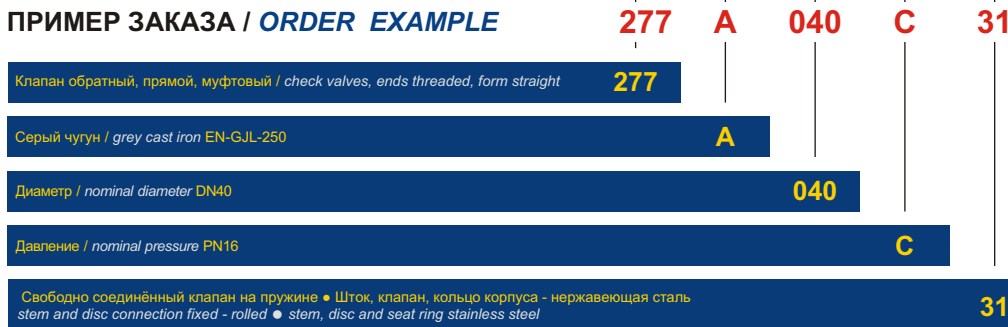 ПРИМЕР ЗАКАЗА / ORDER EXAMPLE 277 A 040 C 31
Клапан обратный, прямой, муфтовый / check valves, ends threaded, form straight 277
Серый чугун / grey cast iron EN-GJL-250 A
Диаметр / nominal diameter DN40 040
Давление / nominal pressure PN16 C
Свободно соединённый клапан на пружине ● Шток, клапан, кольцо корпуса - нержавеющая сталь 31
stem and disc connection fixed - rolled ● stem, disc and seat ring stainless steel